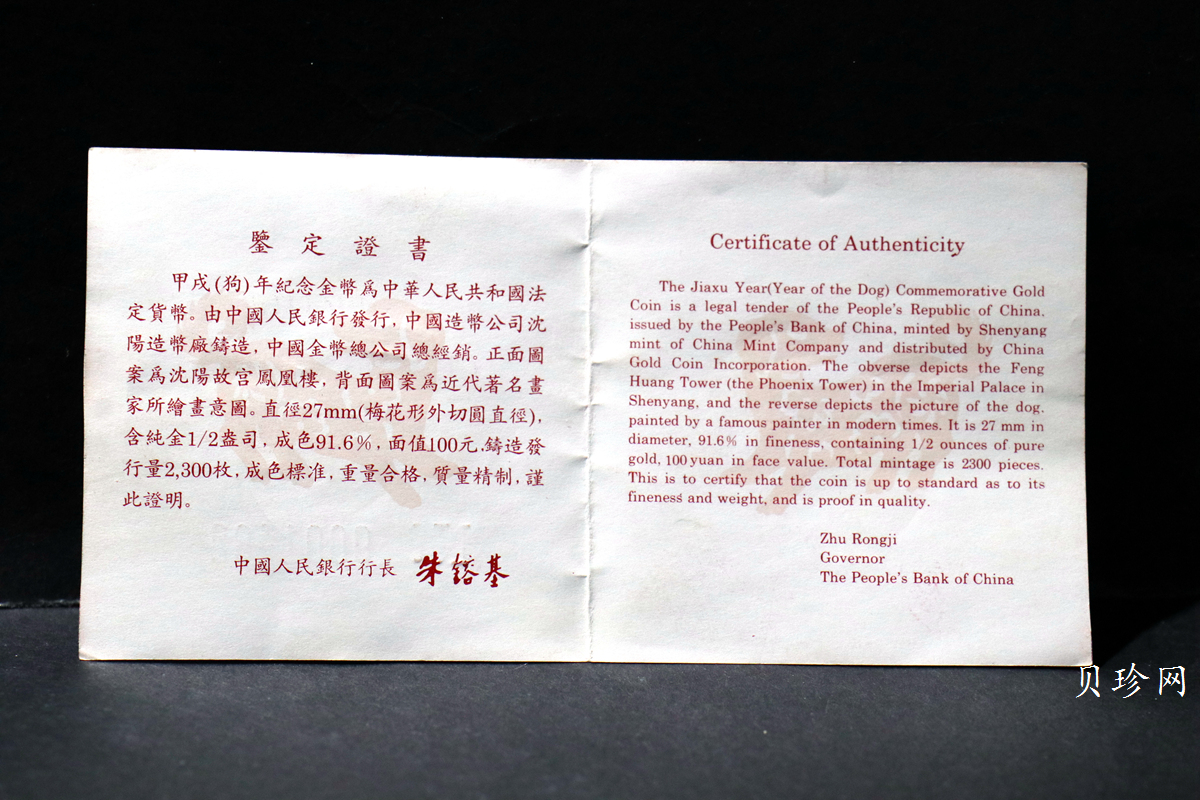 鑒定證書
甲戌(狗)年紀念金幣爲中華人民共和國法
定貨幣。由中國人民銀行發行,中國造幣公司沈
陽造幣廠鑄造,中國金幣總公司總經銷。正面圖
案爲沈陽故宫鳳凰樓,背面圖案爲近代著名畫
家所繪畫意圖。直徑27mm(梅花形外切圓直徑),
含純金1/2盎司,成色91.6%,面值100元.鑄造發
行量2,300枚,成色標准,重量合格,質量精制,謹
此證明。
中國人民銀行行長 朱鎔基
Certificate of Authenticity
The Jiaxu Year(Year of the Dog) Commemorative Gold
Coin is a legal tender of the People's Republic of China.
issued by the People's Bank of China, minted by Shenyang
mint of China Mint Company and distributed by China
Gold Coin Incorporation. The obverse depicts the Feng
Huang Tower (the Phoenix Tower) in the Imperial Palace in
Shenyang, and the reverse depicts the picture of the dog.
painted by a famous painter in modern times. It is 27 mm in
diameter, 91.6% in fineness, containing 1/2 ounces of pure
gold, 100 yuan in face value. Total mintage is 2300 pieces.
This is to certify that the coin is up to standard as to its
fineness and weight, and is proof in quality.
Zhu Rongji
Governor
The People's Bank of China
贝珍网